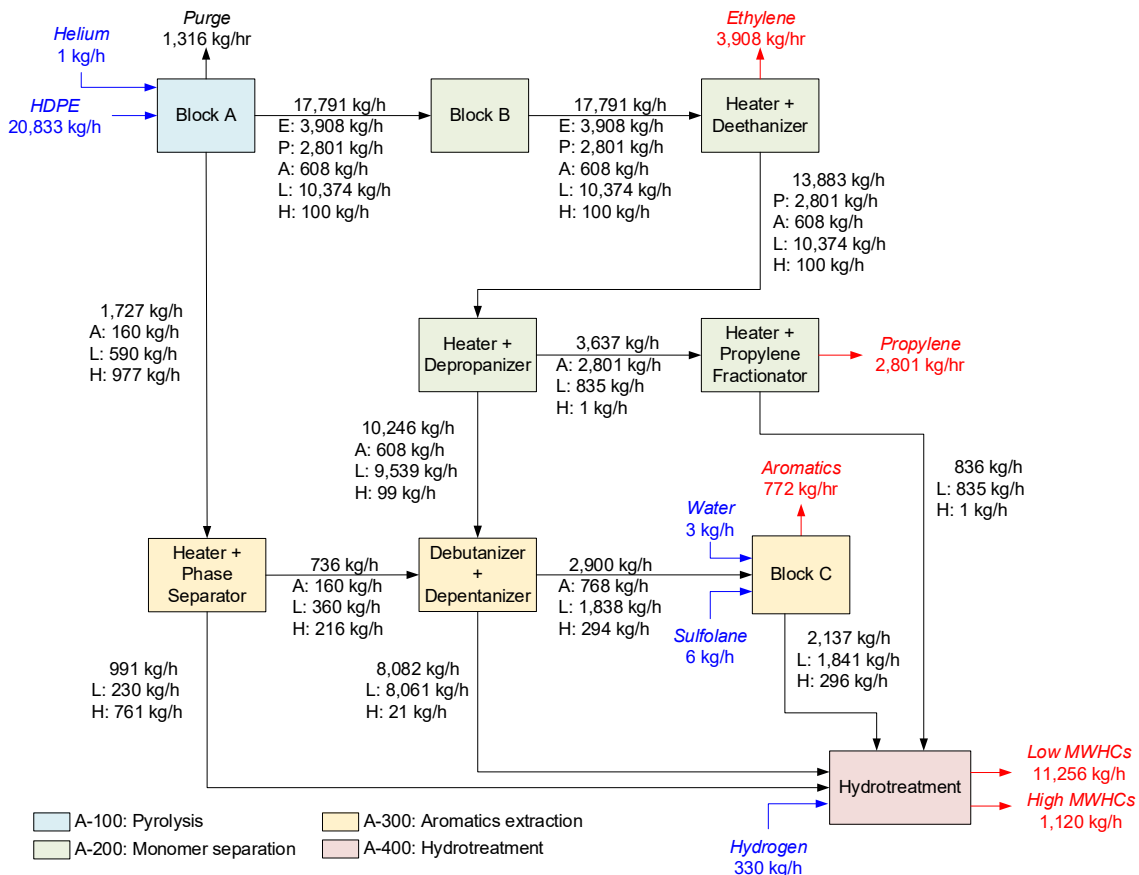 Purge
1,316 kg/hr
Helium
1 kg/h
HDPE
20,833 kg/h
Block A
17,791 kg/h
E: 3,908 kg/h
P: 2,801 kg/h
A: 608 kg/h
L: 10,374 kg/h
H: 100 kg/h
Block B
17,791 kg/h
E: 3,908 kg/h
P: 2,801 kg/h
A: 608 kg/h
L: 10,374 kg/h
H: 100 kg/h
Ethylene
3,908 kg/hr
Heater +
Deethanizer
13,883 kg/h
P: 2,801 kg/h
A: 608 kg/h
L: 10,374 kg/h
H: 100 kg/h
1,727 kg/h
A: 160 kg/h
L: 590 kg/h
H: 977 kg/h
Heater +
Depropanizer
3,637 kg/h
A: 2,801 kg/h
L: 835 kg/h
H: 1 kg/h
Heater +
Propylene
Fractionator
Propylene
2,801 kg/hr
10,246 kg/h
A: 608 kg/h
L: 9,539 kg/h
H: 99 kg/h
836 kg/h
L: 835 kg/h
H: 1 kg/h
Aromatics
772 kg/hr
Water
3 kg/h
Heater +
Phase
Separator
736 kg/h
A: 160 kg/h
L: 360 kg/h
H: 216 kg/h
Debutanizer
+
Depentanizer
2,900 kg/h
A: 768 kg/h
L: 1,838 kg/h
H: 294 kg/h
Block C
Sulfolane
6 kg/h
2,137 kg/h
L: 1,841 kg/h
H: 296 kg/h
991 kg/h
L: 230 kg/h
H: 761 kg/h
8,082 kg/h
L: 8,061 kg/h
H: 21 kg/h
Hydrotreatment
Low MWHCs
11,256 kg/h
High MWHCs
1,120 kg/h
Hydrogen
330 kg/h
A-100: Pyrolysis
A-200: Monomer separation
A-300: Aromatics extraction
A-400: Hydrotreatment